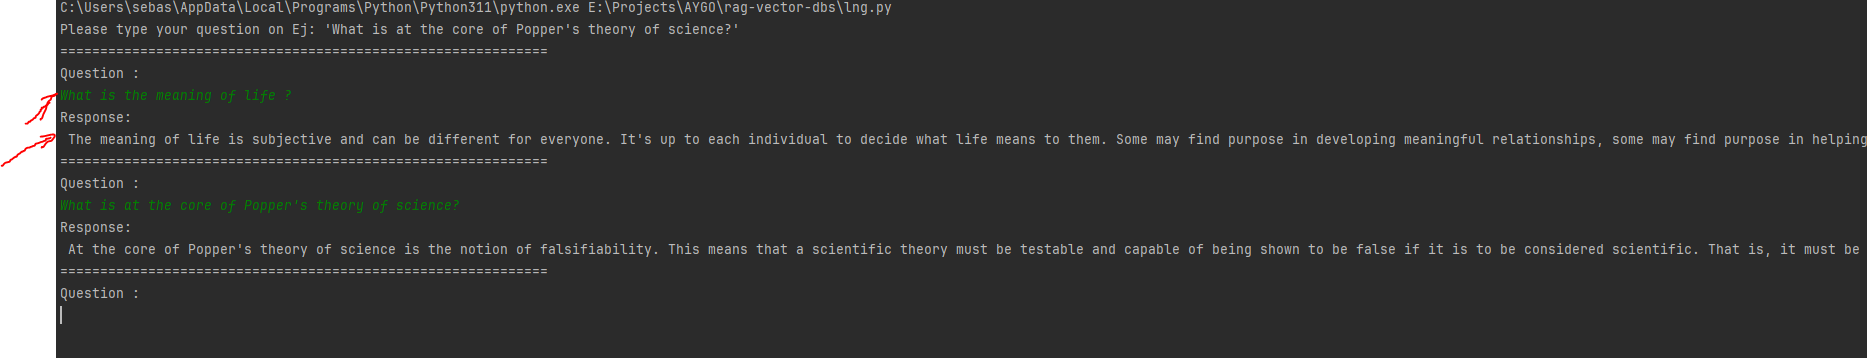 C:\Users\sebas\AppData\Local\Programs\Python\Python311\python.exe E:\Projects\AYGO\rag-vector-dbs\lng.py
Please type your question on Ej: 'What is at the core of Popper's theory of science?'
=============================================================
Question :
What is the meaning of life ?
Response:
The meaning of life is subjective and can be different for everyone. It's up to each individual to decide what life means to them. Some may find purpose in developing meaningful relationships, some may find purpose in helping
=============================================================
Question :
What is at the core of Popper's theory of science?
Response:
At the core of Popper's theory of science is the notion of falsifiability. This means that a scientific theory must be testable and capable of being shown to be false if it is to be considered scientific. That is, it must be
=============================================================
Question :